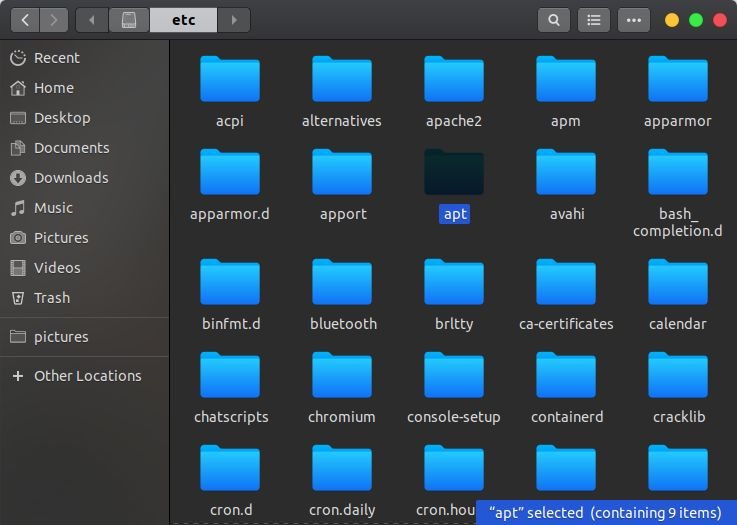 etc
Recent
Home
Desktop
Documents
Downloads
Music
Pictures
Videos
Trash
pictures
Other Locations
acpi
alternatives
apache2
apm
apparmor
apparmor.d
apport
apt
avahi
bash_
completion.d
binfmt.d
bluetooth
brltty
ca-certificates
calendar
chatscripts
chromium
console-setup
containerd
cracklib
cron.d
cron.daily
cron.hou
“apt” selected (containing 9 items)